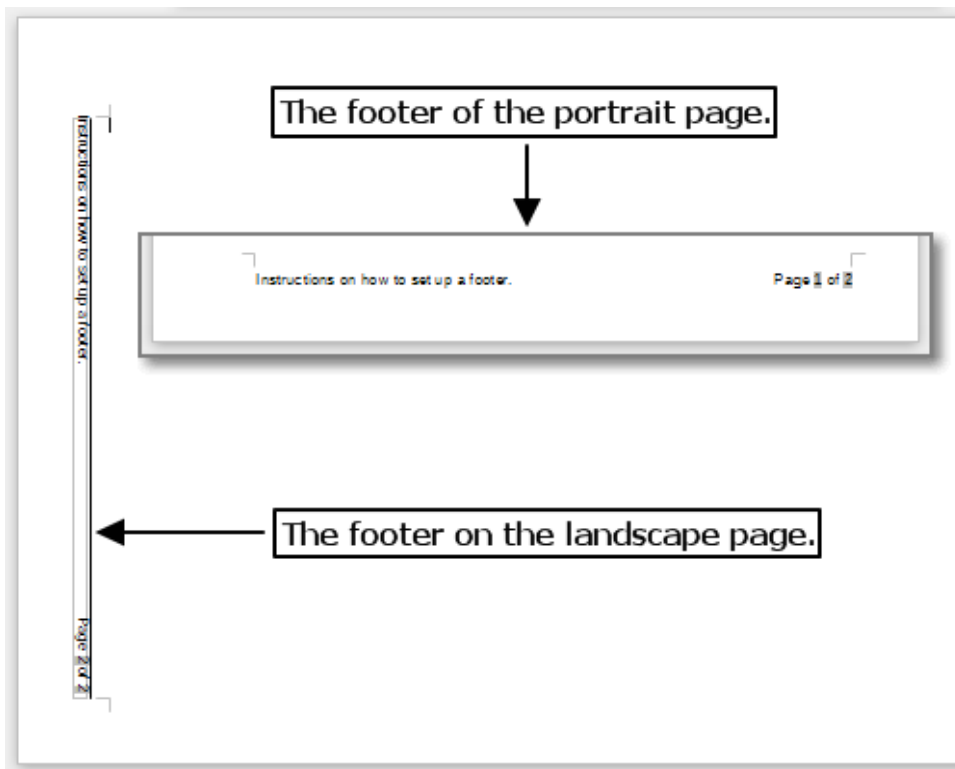 The footer of the portrait page.
Instructions on how to set up a footer. Page 1 of 2
The footer on the landscape page.
Instructions on how to set up a footer. Page 2 of 2